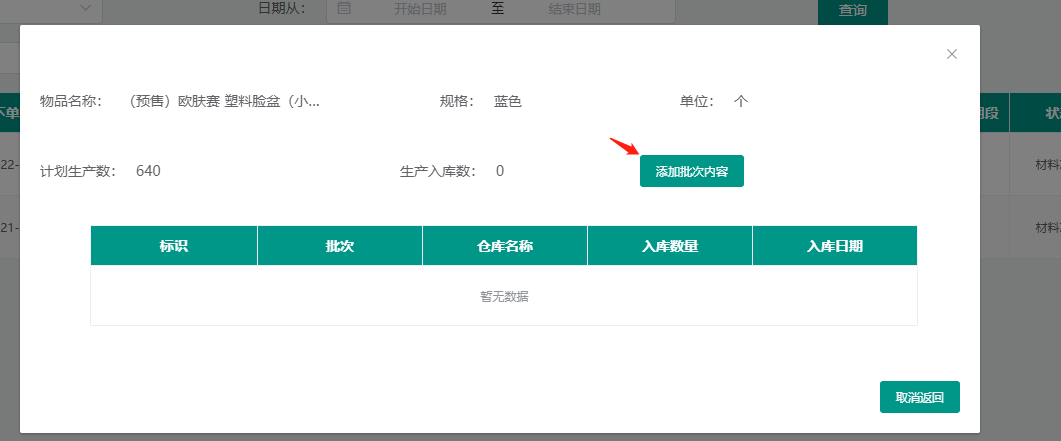 日期从： 开始日期 至 结束日期 查询
物品名称： （预售）欧肤赛 塑料脸盆（小... 规格： 蓝色 单位： 个
计划生产数： 640 生产入库数： 0 添加批次内容
标识 批次 仓库名称 入库数量 入库日期
暂无数据
取消返回